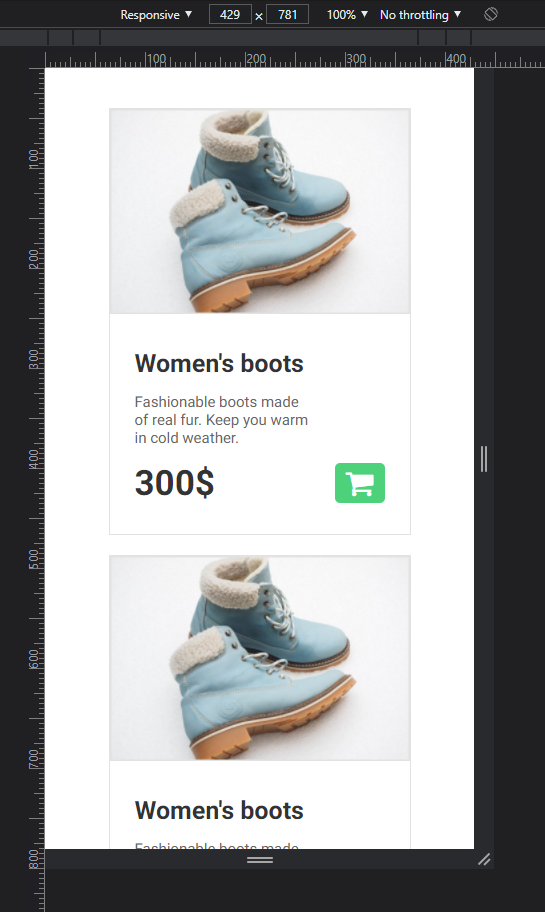 Responsive ▼ 429 × 781 100% ▼ No throttling ▼
100 200 300 400
100
200
300
400
500
600
700
800
Women's boots
Fashionable boots made
of real fur. Keep you warm
in cold weather.
300$
Women's boots
Fashionable boots made